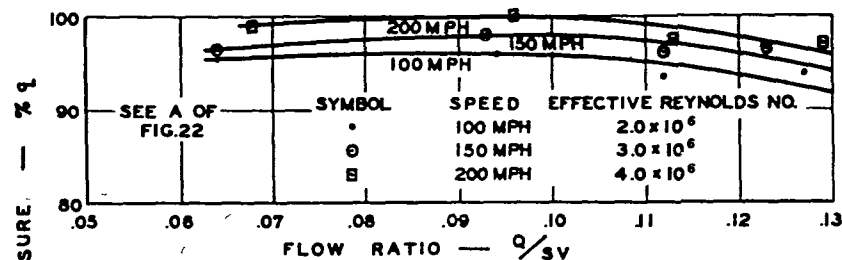 100
90
80
SURE. — % q
200 MPH
150 MPH
100 MPH
SEE A OF
FIG.22
SYMBOL SPEED EFFECTIVE REYNOLDS NO.
100 MPH 2.0 x 10⁶
150 MPH 3.0 x 10⁶
200 MPH 4.0 x 10⁶
.05 .06 .07 .08 .09 .10 .11 .12 .13
FLOW RATIO — Q/SV